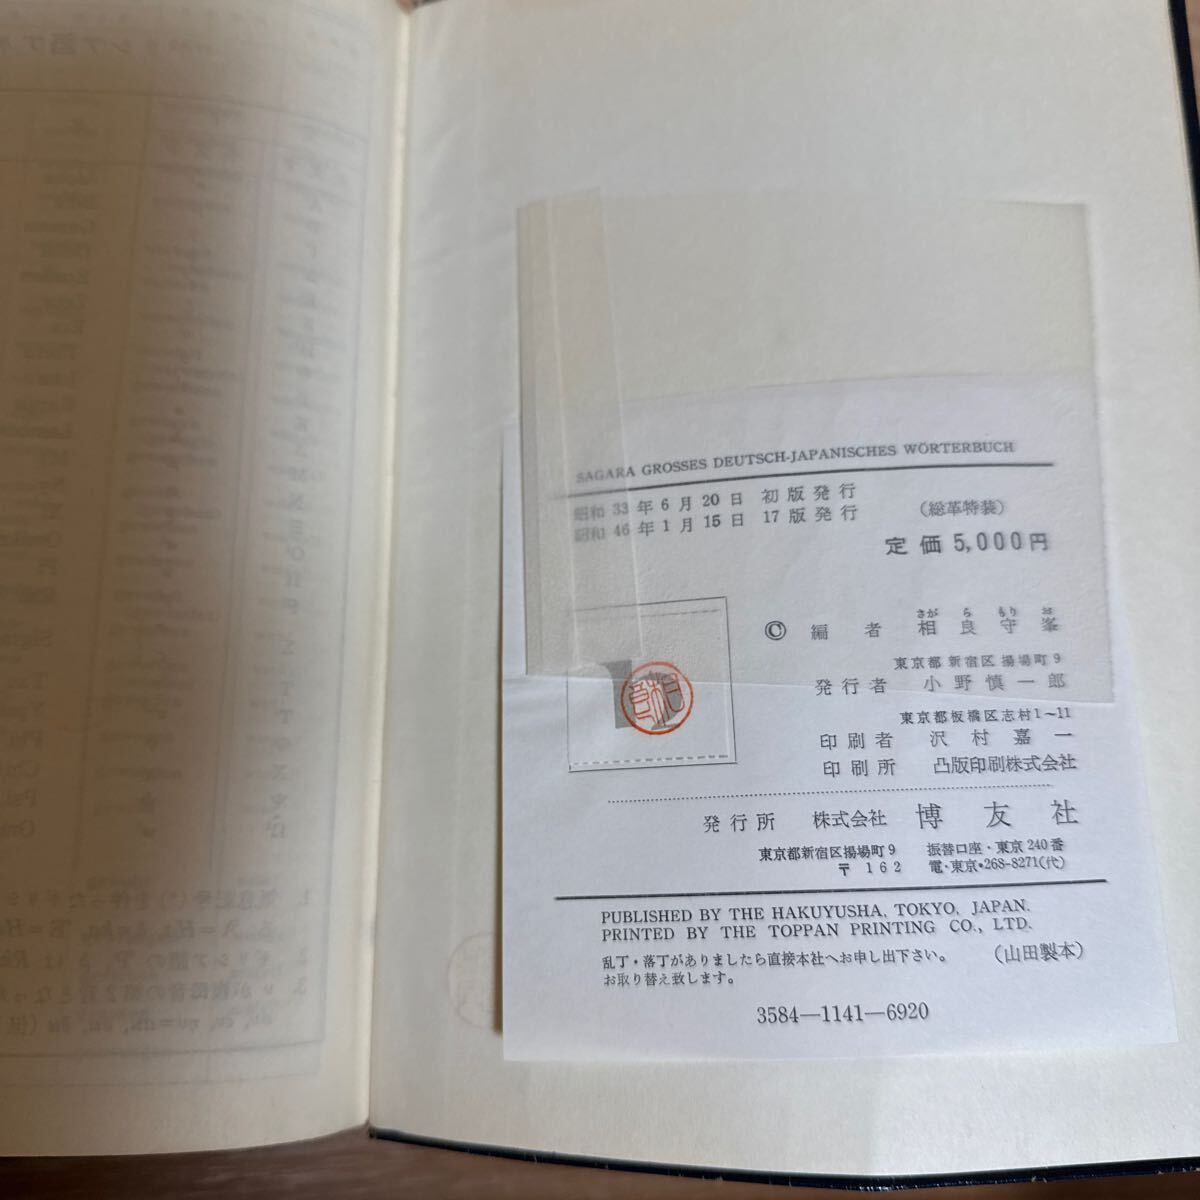 SAGARA GROSSES DEUTSCH-JAPANISCHES WÖRTERBUCH
昭和 33 年 6 月 20 日 初版発行
昭和 46 年 1 月 15 日 17 版発行
（総革特装）
定価 5,000円
さがらもりお
© 編者 相良守峯
東京都新宿区揚場町 9
発行者 小野慎一郎
東京都板橋区志村1~11
印刷者 沢村嘉一
印刷所 凸版印刷株式会社
発行所 株式会社 博友社
東京都新宿区揚場町 9 振替口座・東京 240番
〒 162 電・東京・268-8271(代)
PUBLISHED BY THE HAKUYUSHA, TOKYO, JAPAN.
PRINTED BY THE TOPPAN PRINTING CO., LTD.
乱丁・落丁がありましたら直接本社へお申し出下さい。
お取り替え致します。
（山田製本）
3584—1141—6920